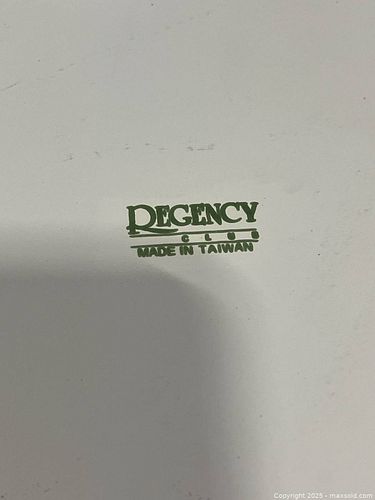 REGENCY
CLUB
MADE IN TAIWAN
Copyright 2025 - maxsold.com